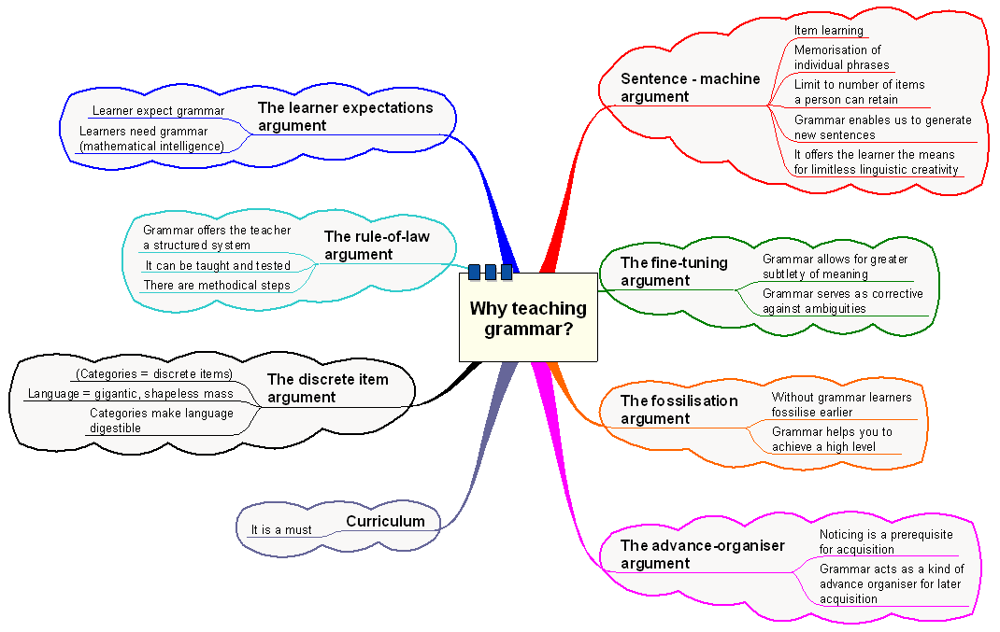 Why teaching
grammar?
Sentence - machine
argument
Item learning
Memorisation of
individual phrases
Limit to number of items
a person can retain
Grammar enables us to generate
new sentences
It offers the learner the means
for limitless linguistic creativity
The fine-tuning
argument
Grammar allows for greater
subtlety of meaning
Grammar serves as corrective
against ambiguities
The fossilisation
argument
Without grammar learners
fossilise earlier
Grammar helps you to
achieve a high level
The advance-organiser
argument
Noticing is a prerequisite
for acquisition
Grammar acts as a kind of
advance organiser for later
acquisition
Curriculum
It is a must
The discrete item
argument
(Categories = discrete items)
Language = gigantic, shapeless mass
Categories make language
digestible
The rule-of-law
argument
Grammar offers the teacher
a structured system
It can be taught and tested
There are methodical steps
The learner expectations
argument
Learner expect grammar
Learners need grammar
(mathematical intelligence)